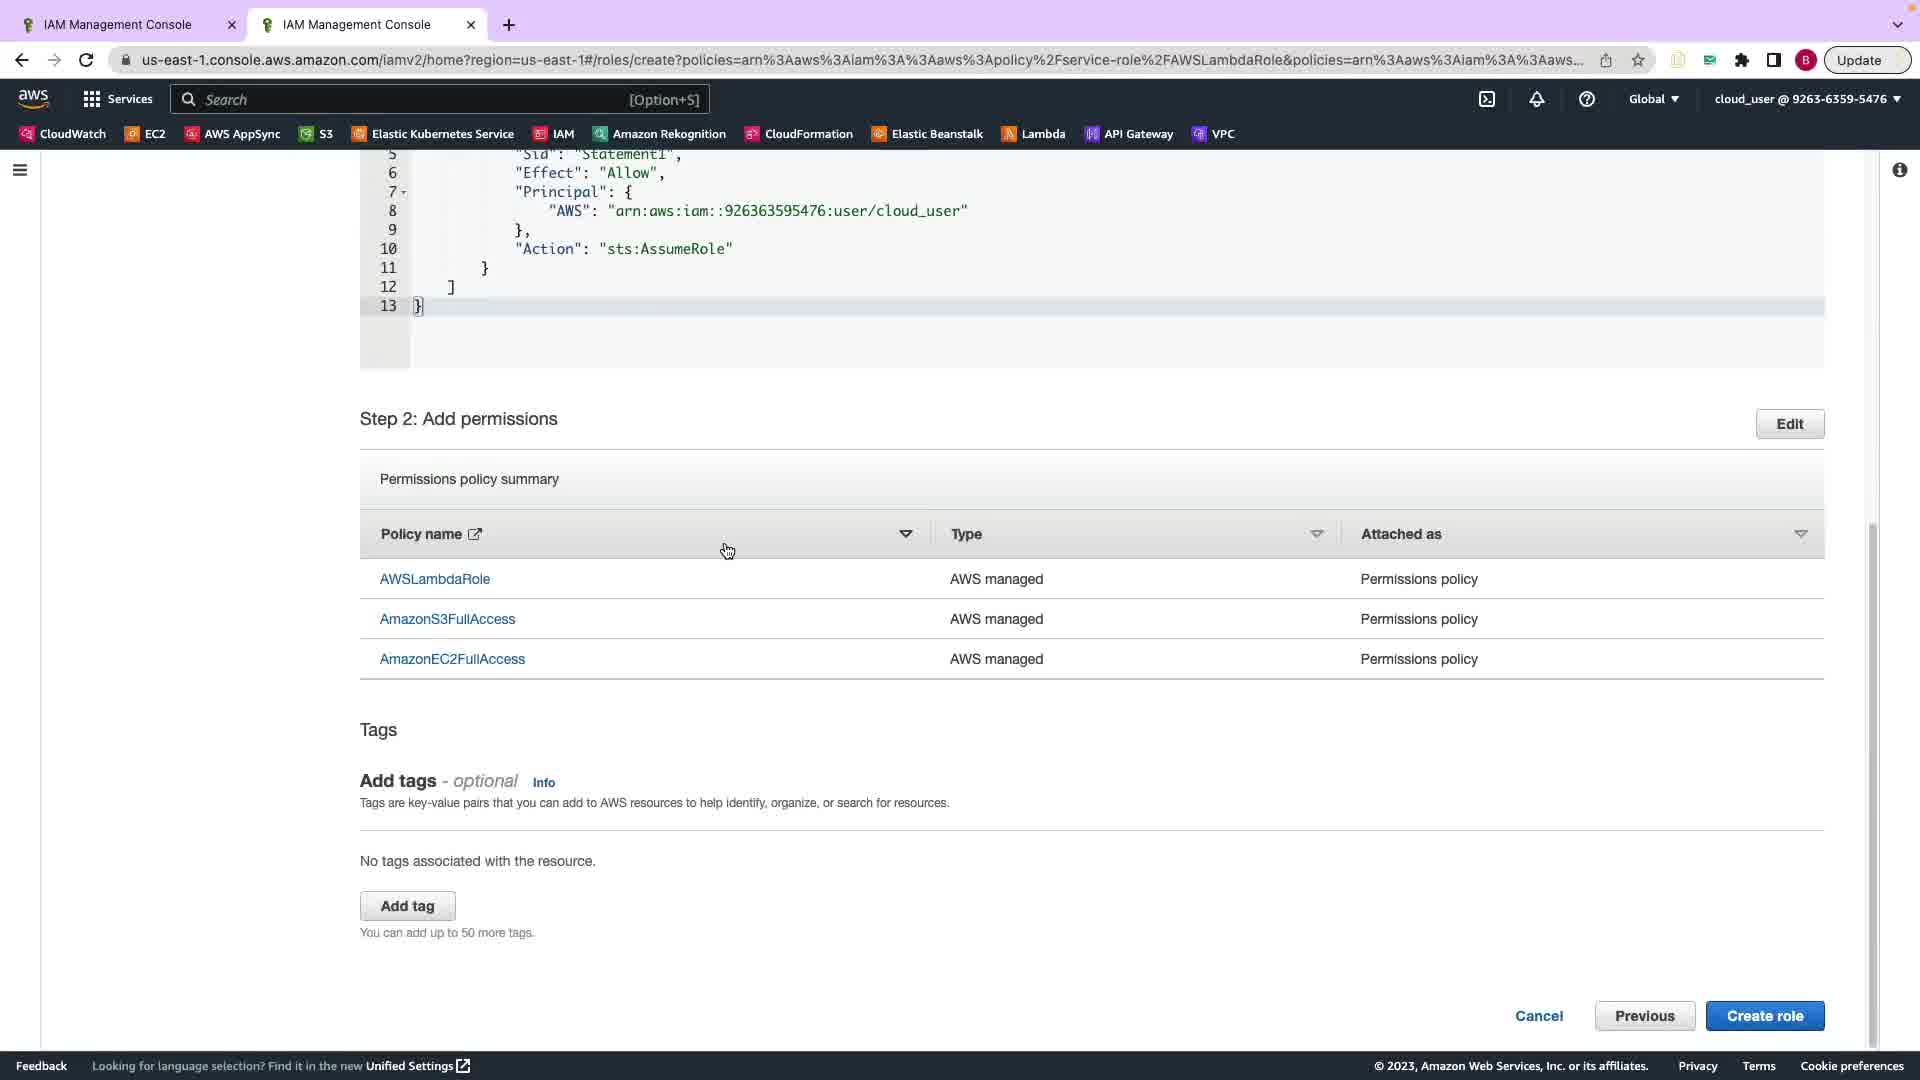 IAM Management Console
IAM Management Console
us-east-1.console.aws.amazon.com/iamv2/home?region=us-east-1#/roles/create?policies=arn%3Aaws%3Aiam%3A%3Aaws%3Apolicy%2Fservice-role%2FAWSLambdaRole&policies=arn%3Aaws%3Aiam%3A%3Aaws...
B
Update
aws
Services
Search
[Option+S]
Global
cloud_user @ 9263-6359-5476
CloudWatch
EC2
AWS AppSync
S3
Elastic Kubernetes Service
IAM
Amazon Rekognition
CloudFormation
Elastic Beanstalk
Lambda
API Gateway
VPC
5 "Sid": "Statement1",
6 "Effect": "Allow",
7 "Principal": {
8 "AWS": "arn:aws:iam::926363595476:user/cloud_user"
9 },
10 "Action": "sts:AssumeRole"
11 }
12 ]
13 }
Step 2: Add permissions
Edit
Permissions policy summary
Policy name Type Attached as
AWSLambdaRole AWS managed Permissions policy
AmazonS3FullAccess AWS managed Permissions policy
AmazonEC2FullAccess AWS managed Permissions policy
Tags
Add tags - optional Info
Tags are key-value pairs that you can add to AWS resources to help identify, organize, or search for resources.
No tags associated with the resource.
Add tag
You can add up to 50 more tags.
Cancel
Previous
Create role
Feedback
Looking for language selection? Find it in the new Unified Settings
© 2023, Amazon Web Services, Inc. or its affiliates.
Privacy
Terms
Cookie preferences